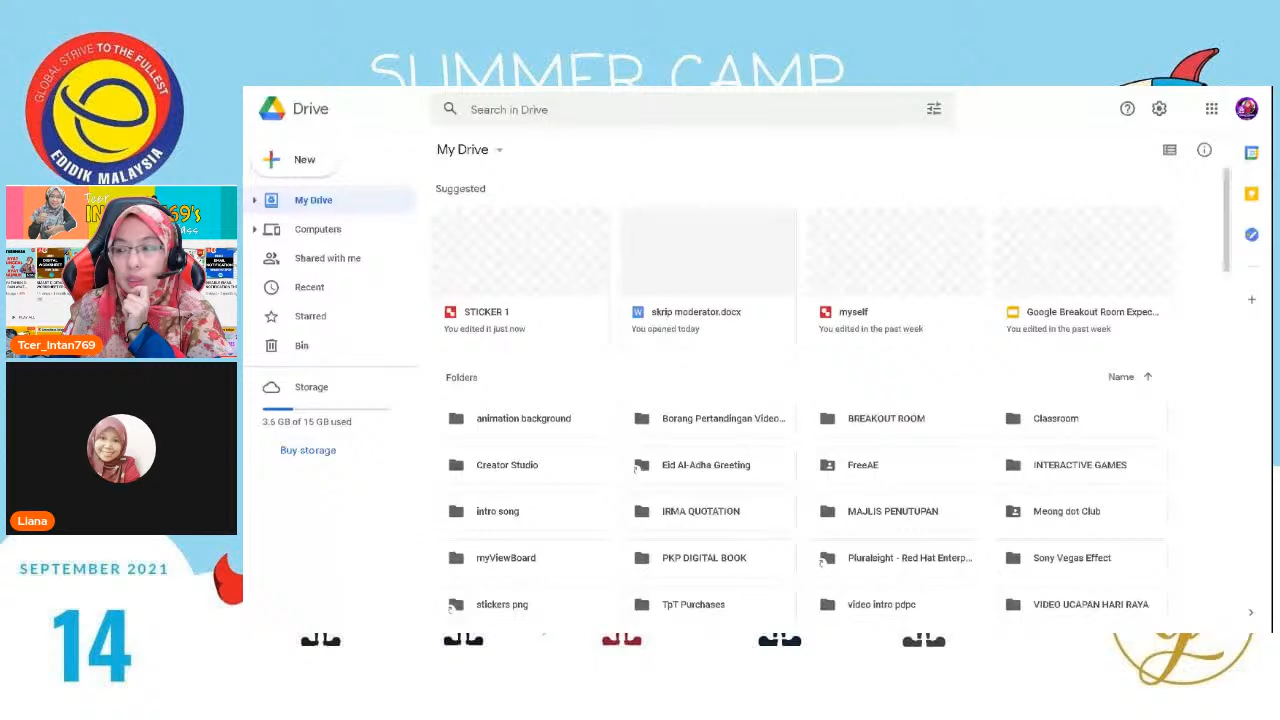 SUMMER CAMP
GLOBAL STRIVE TO THE FULLEST
EDIDIK MALAYSIA
Tcer_Intan769
Liana
SEPTEMBER 2021
14
Drive
Search in Drive
New
My Drive
Computers
Shared with me
Recent
Starred
Bin
Storage
3.6 GB of 15 GB used
Buy storage
My Drive
Suggested
STICKER 1
You edited it just now
skrip moderator.docx
You opened today
myself
You edited in the past week
Google Breakout Room Expec...
You edited in the past week
Folders
Name
animation background
Borang Pertandingan Video...
BREAKOUT ROOM
Classroom
Creator Studio
Eid Al-Adha Greeting
FreeAE
INTERACTIVE GAMES
intro song
IRMA QUOTATION
MAJLIS PENUTUPAN
Meong dot Club
myViewBoard
PKP DIGITAL BOOK
Pluralsight - Red Hat Enterp...
Sony Vegas Effect
stickers png
TpT Purchases
video intro pdpc
VIDEO UCAPAN HARI RAYA